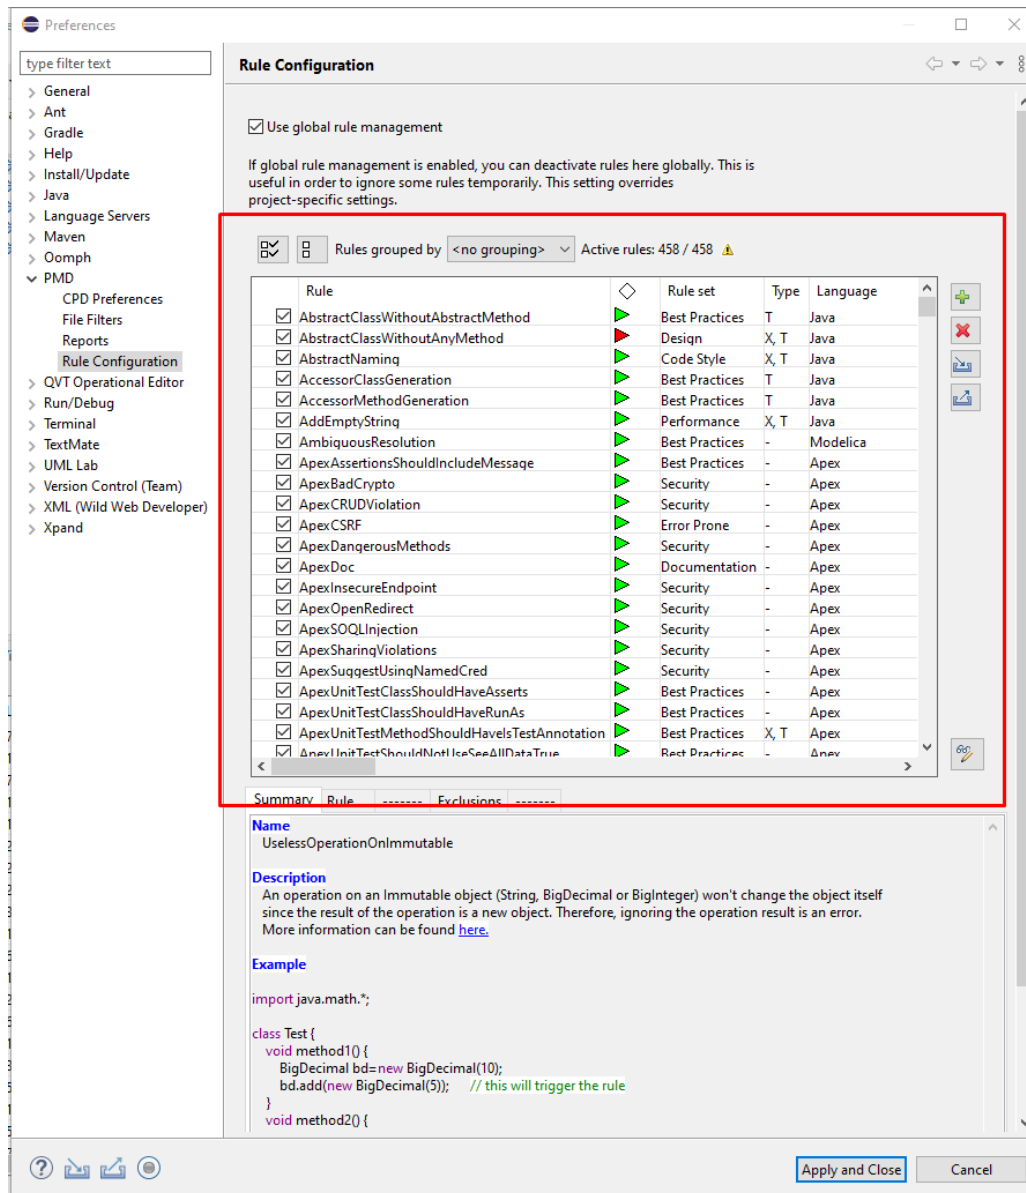 Preferences
type filter text
General
Ant
Gradle
Help
Install/Update
Java
Language Servers
Maven
Oomph
PMD
CPD Preferences
File Filters
Reports
Rule Configuration
QVT Operational Editor
Run/Debug
Terminal
TextMate
UML Lab
Version Control (Team)
XML (Wild Web Developer)
Xpand
Rule Configuration
Use global rule management
If global rule management is enabled, you can deactivate rules here globally. This is
useful in order to ignore some rules temporarily. This setting overrides
project-specific settings.
Rules grouped by <no grouping> Active rules: 458 / 458
Rule Rule set Type Language
AbstractClassWithoutAbstractMethod Best Practices T Java
AbstractClassWithoutAnyMethod Design X, T Java
AbstractNaming Code Style X, T Java
AccessorClassGeneration Best Practices T Java
AccessorMethodGeneration Best Practices T Java
AddEmptyString Performance X, T Java
AmbiguousResolution Best Practices - Modelica
ApexAssertionsShouldIncludeMessage Best Practices - Apex
ApexBadCrypto Security - Apex
ApexCRUDViolation Security - Apex
ApexCSRF Error Prone - Apex
ApexDangerousMethods Security - Apex
ApexDoc Documentation - Apex
ApexInsecureEndpoint Security - Apex
ApexOpenRedirect Security - Apex
ApexSOQLInjection Security - Apex
ApexSharingViolations Security - Apex
ApexSuggestUsingNamedCred Security - Apex
ApexUnitTestClassShouldHaveAsserts Best Practices - Apex
ApexUnitTestClassShouldHaveRunAs Best Practices - Apex
ApexUnitTestMethodShouldHaveIsTestAnnotation Best Practices X, T Apex
ApexUnitTestShouldNotUseSeeAllDataTrue Best Practices - Apex
Summary Rule ------- Exclusions -------
Name
UselessOperationOnImmutable
Description
An operation on an Immutable object (String, BigDecimal or BigInteger) won't change the object itself
since the result of the operation is a new object. Therefore, ignoring the operation result is an error.
More information can be found here.
Example
import java.math.*;
class Test {
void method1() {
BigDecimal bd=new BigDecimal(10);
bd.add(new BigDecimal(5)); // this will trigger the rule
}
void method2() {
Apply and Close Cancel